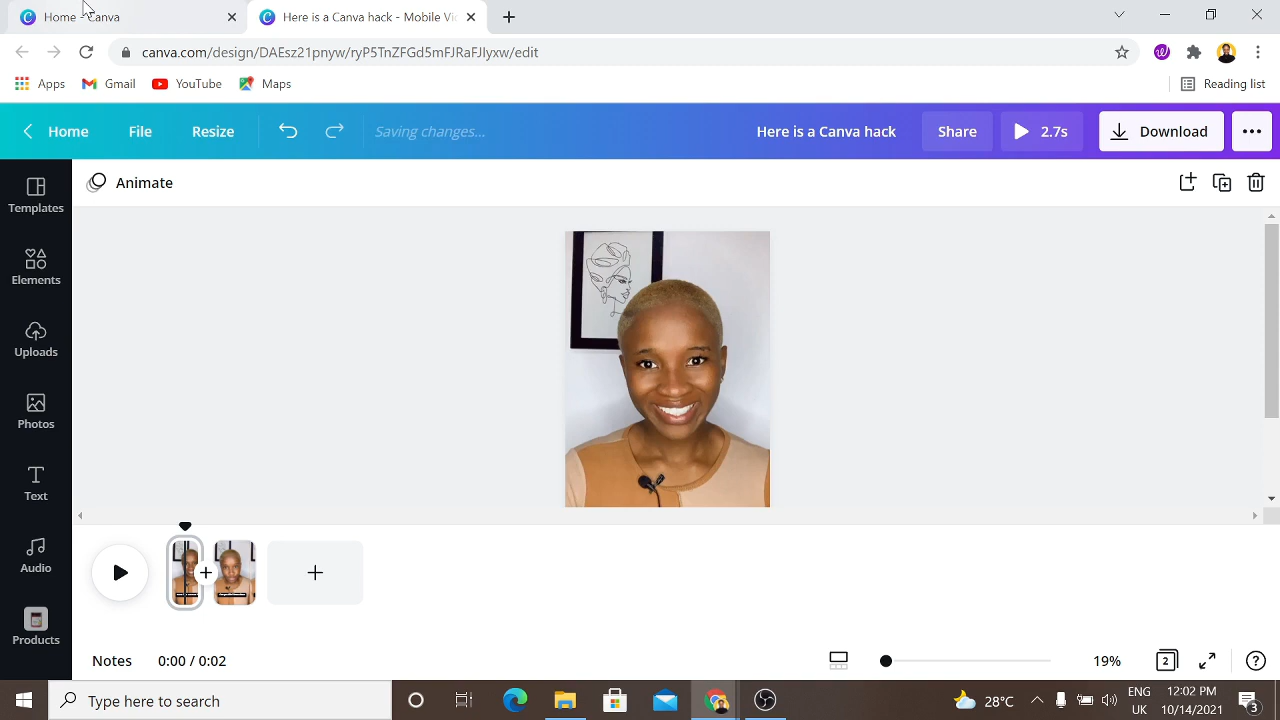 Home - Canva
Here is a Canva hack - Mobile Vi
canva.com/design/DAEsz21pnyw/ryP5TnZFGd5mFJRaFJIyxw/edit
Apps
Gmail
YouTube
Maps
Reading list
Home
File
Resize
Saving changes...
Here is a Canva hack
Share
2.7s
Download
Templates
Animate
Elements
Uploads
Photos
Text
Audio
Products
Notes
0:00 / 0:02
19%
2
Type here to search
28°C
ENG
UK
12:02 PM
10/14/2021
3